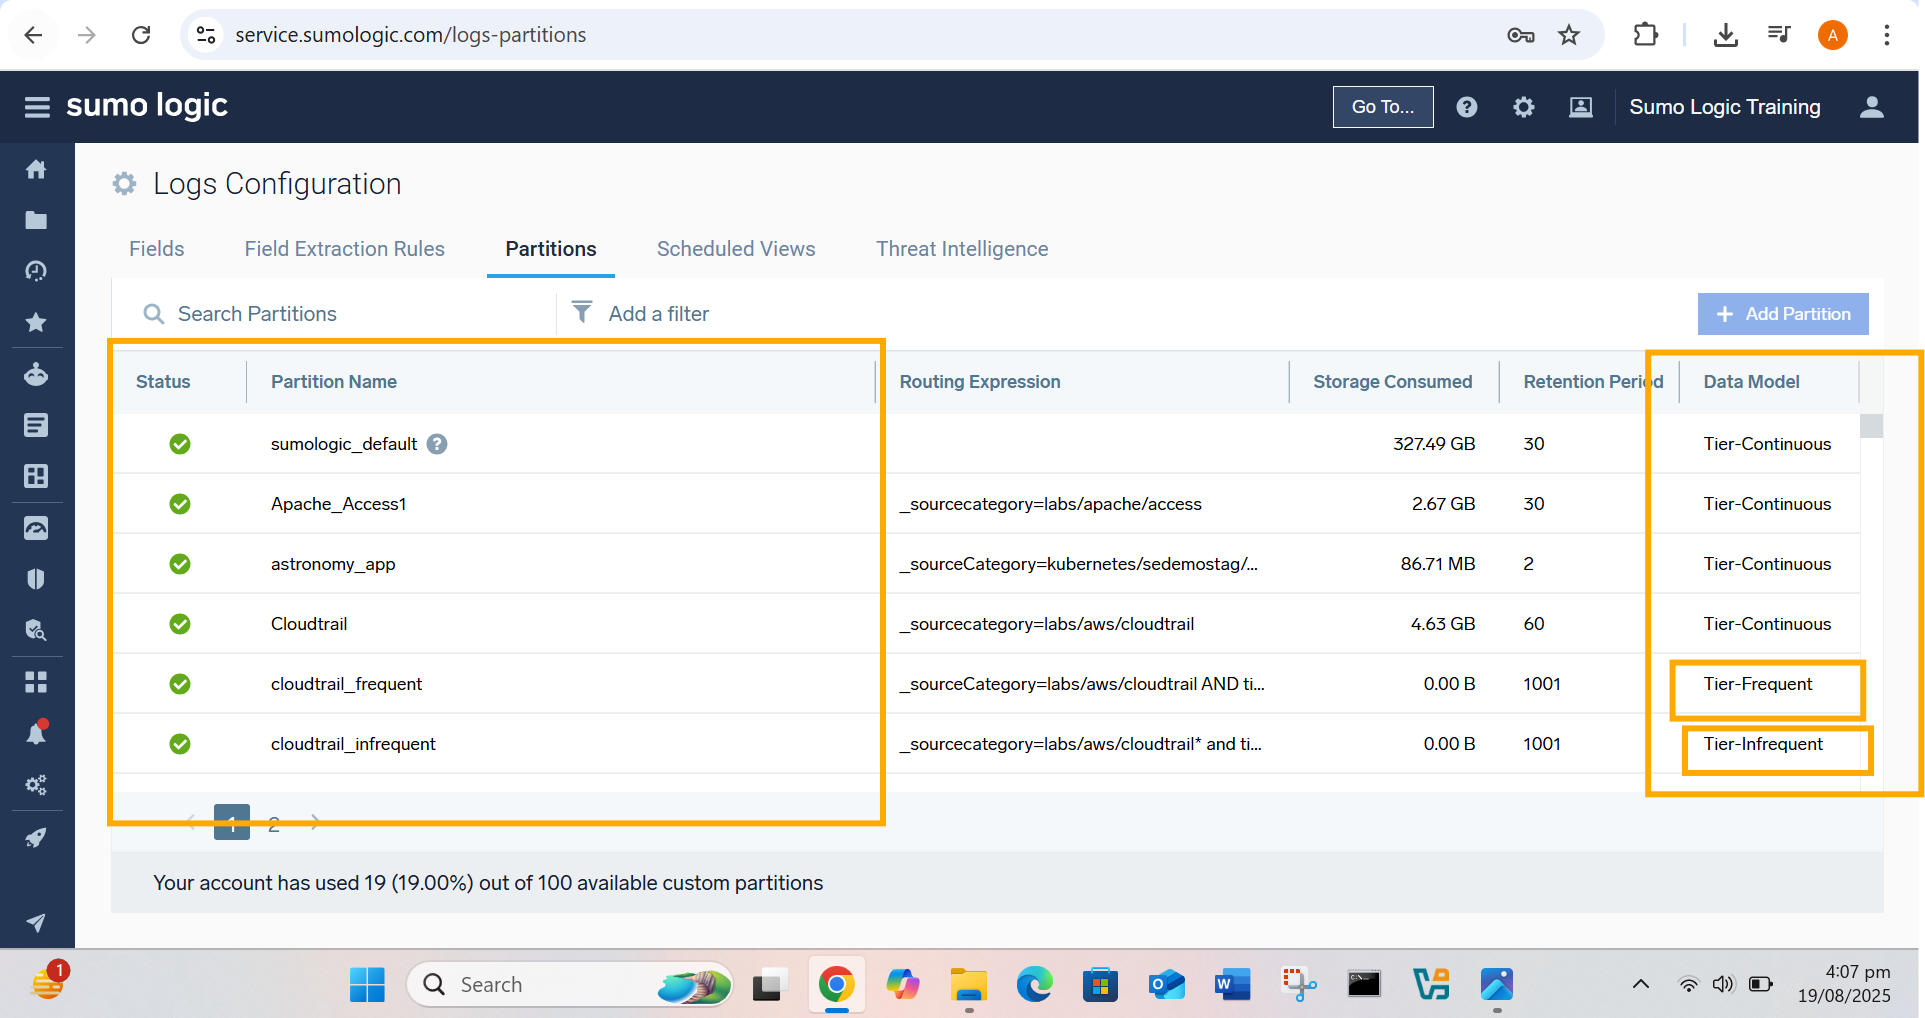 service.sumologic.com/logs-partitions
A
sumo logic
Go To...
Sumo Logic Training
Logs Configuration
Fields Field Extraction Rules Partitions Scheduled Views Threat Intelligence
Search Partitions Add a filter + Add Partition
Status Partition Name Routing Expression Storage Consumed Retention Period Data Model
sumologic_default ? 327.49 GB 30 Tier-Continuous
Apache_Access1 _sourcecategory=labs/apache/access 2.67 GB 30 Tier-Continuous
astronomy_app _sourceCategory=kubernetes/sedemostag/... 86.71 MB 2 Tier-Continuous
Cloudtrail _sourcecategory=labs/aws/cloudtrail 4.63 GB 60 Tier-Continuous
cloudtrail_frequent _sourceCategory=labs/aws/cloudtrail AND ti... 0.00 B 1001 Tier-Frequent
cloudtrail_infrequent _sourcecategory=labs/aws/cloudtrail* and ti... 0.00 B 1001 Tier-Infrequent
1 2
Your account has used 19 (19.00%) out of 100 available custom partitions
1
Search
4:07 pm
19/08/2025